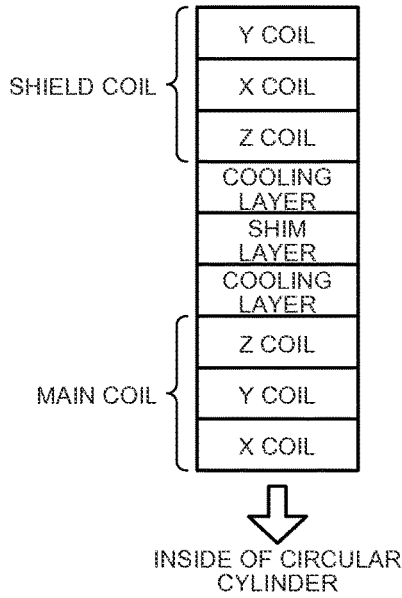 Y COIL
SHIELD COIL
X COIL
Z COIL
COOLING
LAYER
SHIM
LAYER
COOLING
LAYER
Z COIL
MAIN COIL
Y COIL
X COIL
INSIDE OF CIRCULAR
CYLINDER